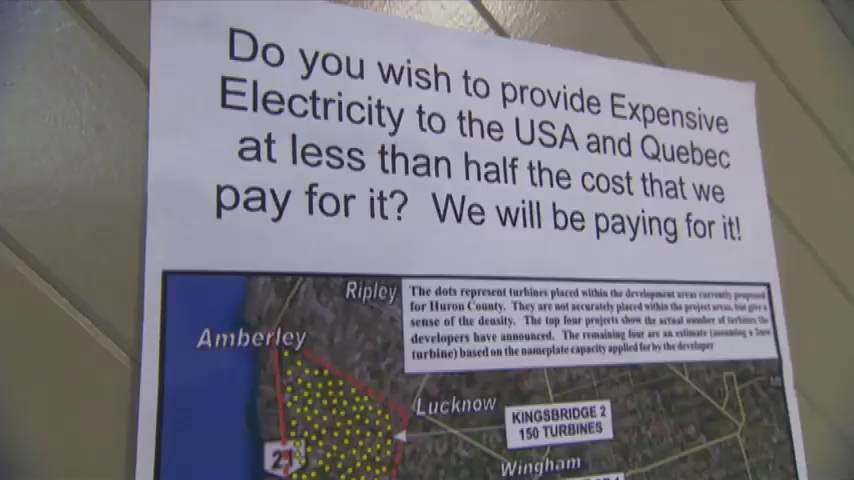 Do you wish to provide Expensive
Electricity to the USA and Quebec
at less than half the cost that we
pay for it? We will be paying for it!
Ripley
The dots represent turbines placed within the development areas currently proposed
for Huron County. They are not accurately placed within the project areas, but give a
sense of the density. The top four projects show the actual number of turbines the
developers have announced. The remaining four are an estimate (assuming a
turbine) based on the nameplate capacity applied for by the developer
Amberley
Lucknow
KINGSBRIDGE 2
150 TURBINES
21
Wingham